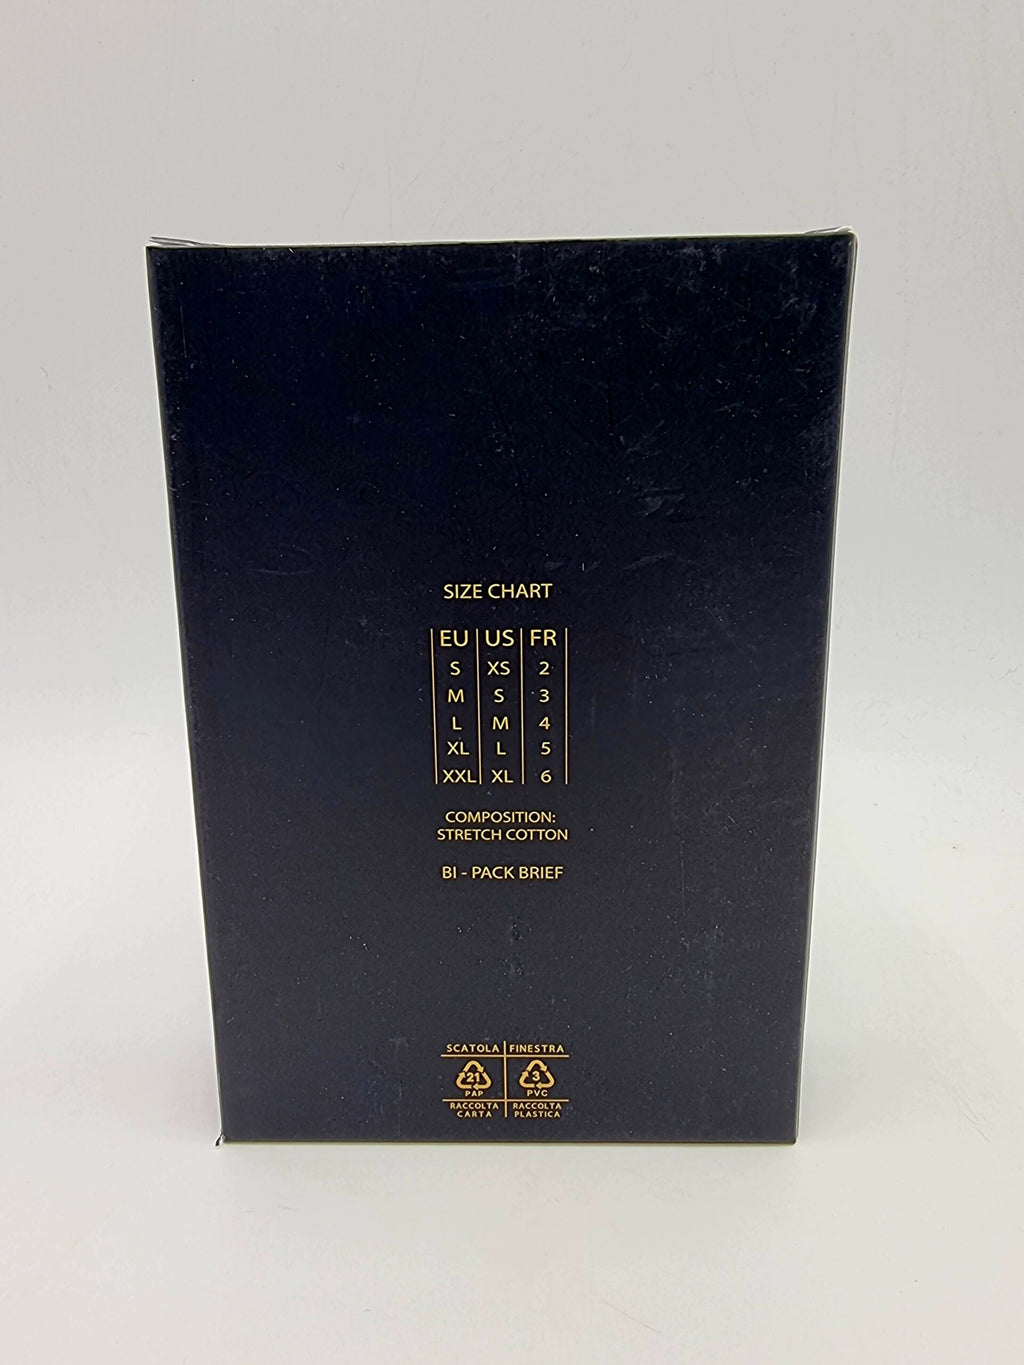 SIZE CHART
EU US FR
S XS 2
M S 3
L M 4
XL L 5
XXL XL 6
COMPOSITION:
STRETCH COTTON
BI - PACK BRIEF
SCATOLA FINESTRA
21 3
PAP PVC
RACCOLTA RACCOLTA
CARTA PLASTICA